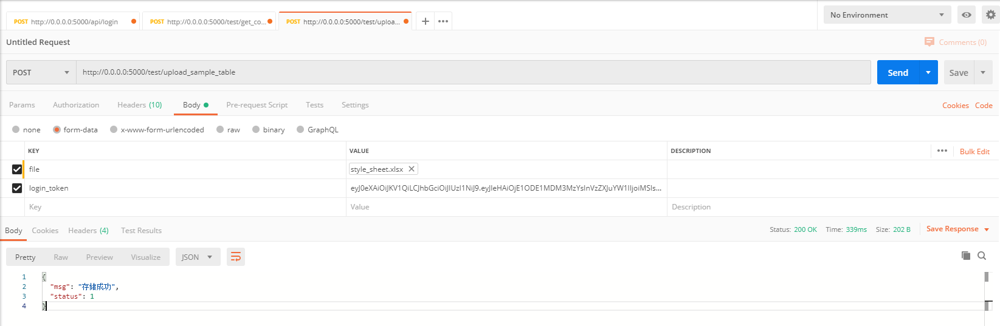 POST http://0.0.0.0:5000/api/login POST http://0.0.0.0:5000/test/get_co... POST http://0.0.0.0:5000/test/uploa... No Environment
Untitled Request Comments (0)
POST http://0.0.0.0:5000/test/upload_sample_table Send Save
Params Authorization Headers (10) Body Pre-request Script Tests Settings Cookies Code
none form-data x-www-form-urlencoded raw binary GraphQL
KEY VALUE DESCRIPTION Bulk Edit
file style_sheet.xlsx
login_token
Key Value Description
Body Cookies Headers (4) Test Results Status: 200 OK Time: 339ms Size: 202 B Save Response
Pretty Raw Preview Visualize JSON
1 {
2 "msg": "存储成功",
3 "status": 1
4 }